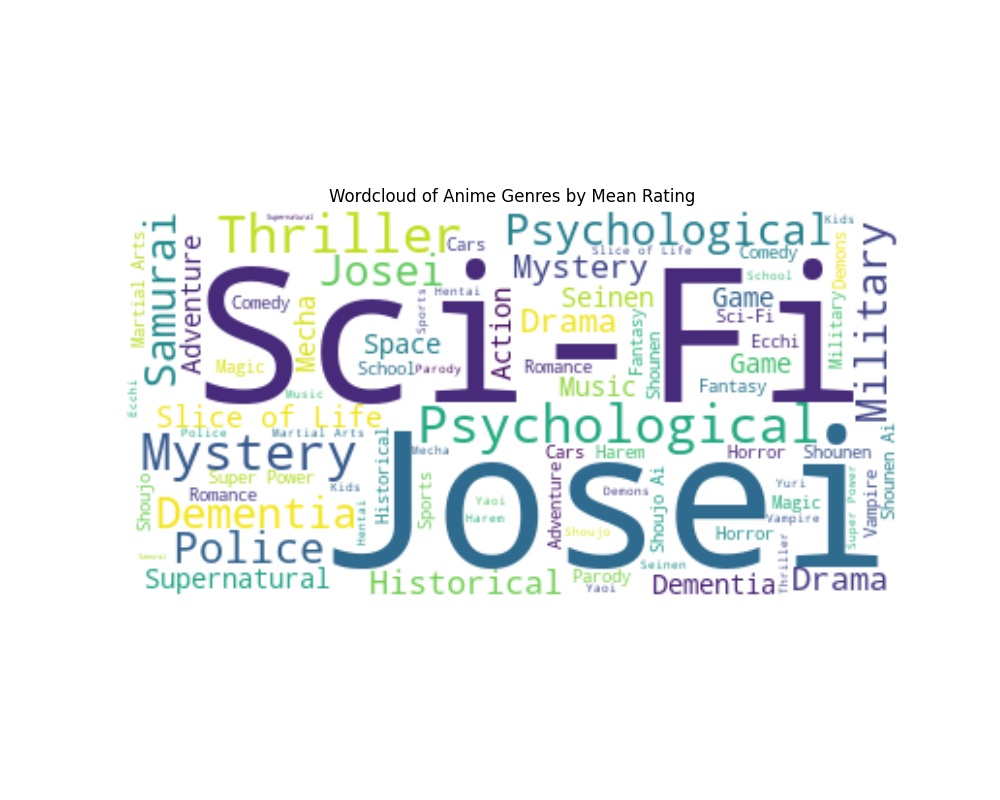 Wordcloud of Anime Genres by Mean Rating
Supernatural
Kids
Thriller
Psychological
Cars
Slice of Life
Comedy
Martial Arts
Samurai
Adventure
Josei
Mystery
School
Demons
Military
Sci-Fi
Comedy
Mecha
Sports
Hentai
Action
Seinen
Game
Sci-Fi
Drama
Fantasy
Shounen
Military
Space
Ecchi
Magic
School
Parody
Romance
Game
Music
Fantasy
Ecchi
Music
Slice of Life
Psychological
Police
Martial Arts
Historical
Mystery
Mecha
Cars
Harem
Horror
Shounen
Shounen Ai
Super Power
Kids
Romance
Josei
Shoujo
Dementia
Hentai
Sports
Yaoi
Harem
Adventure
Demons
Shoujo Ai
Yuri
Magic
Vampire
Super Power
Vampire
Shoujo
Horror
Police
Samurai
Seinen
Thriller
Supernatural
Historical
Parody
Yaoi
Dementia
Drama